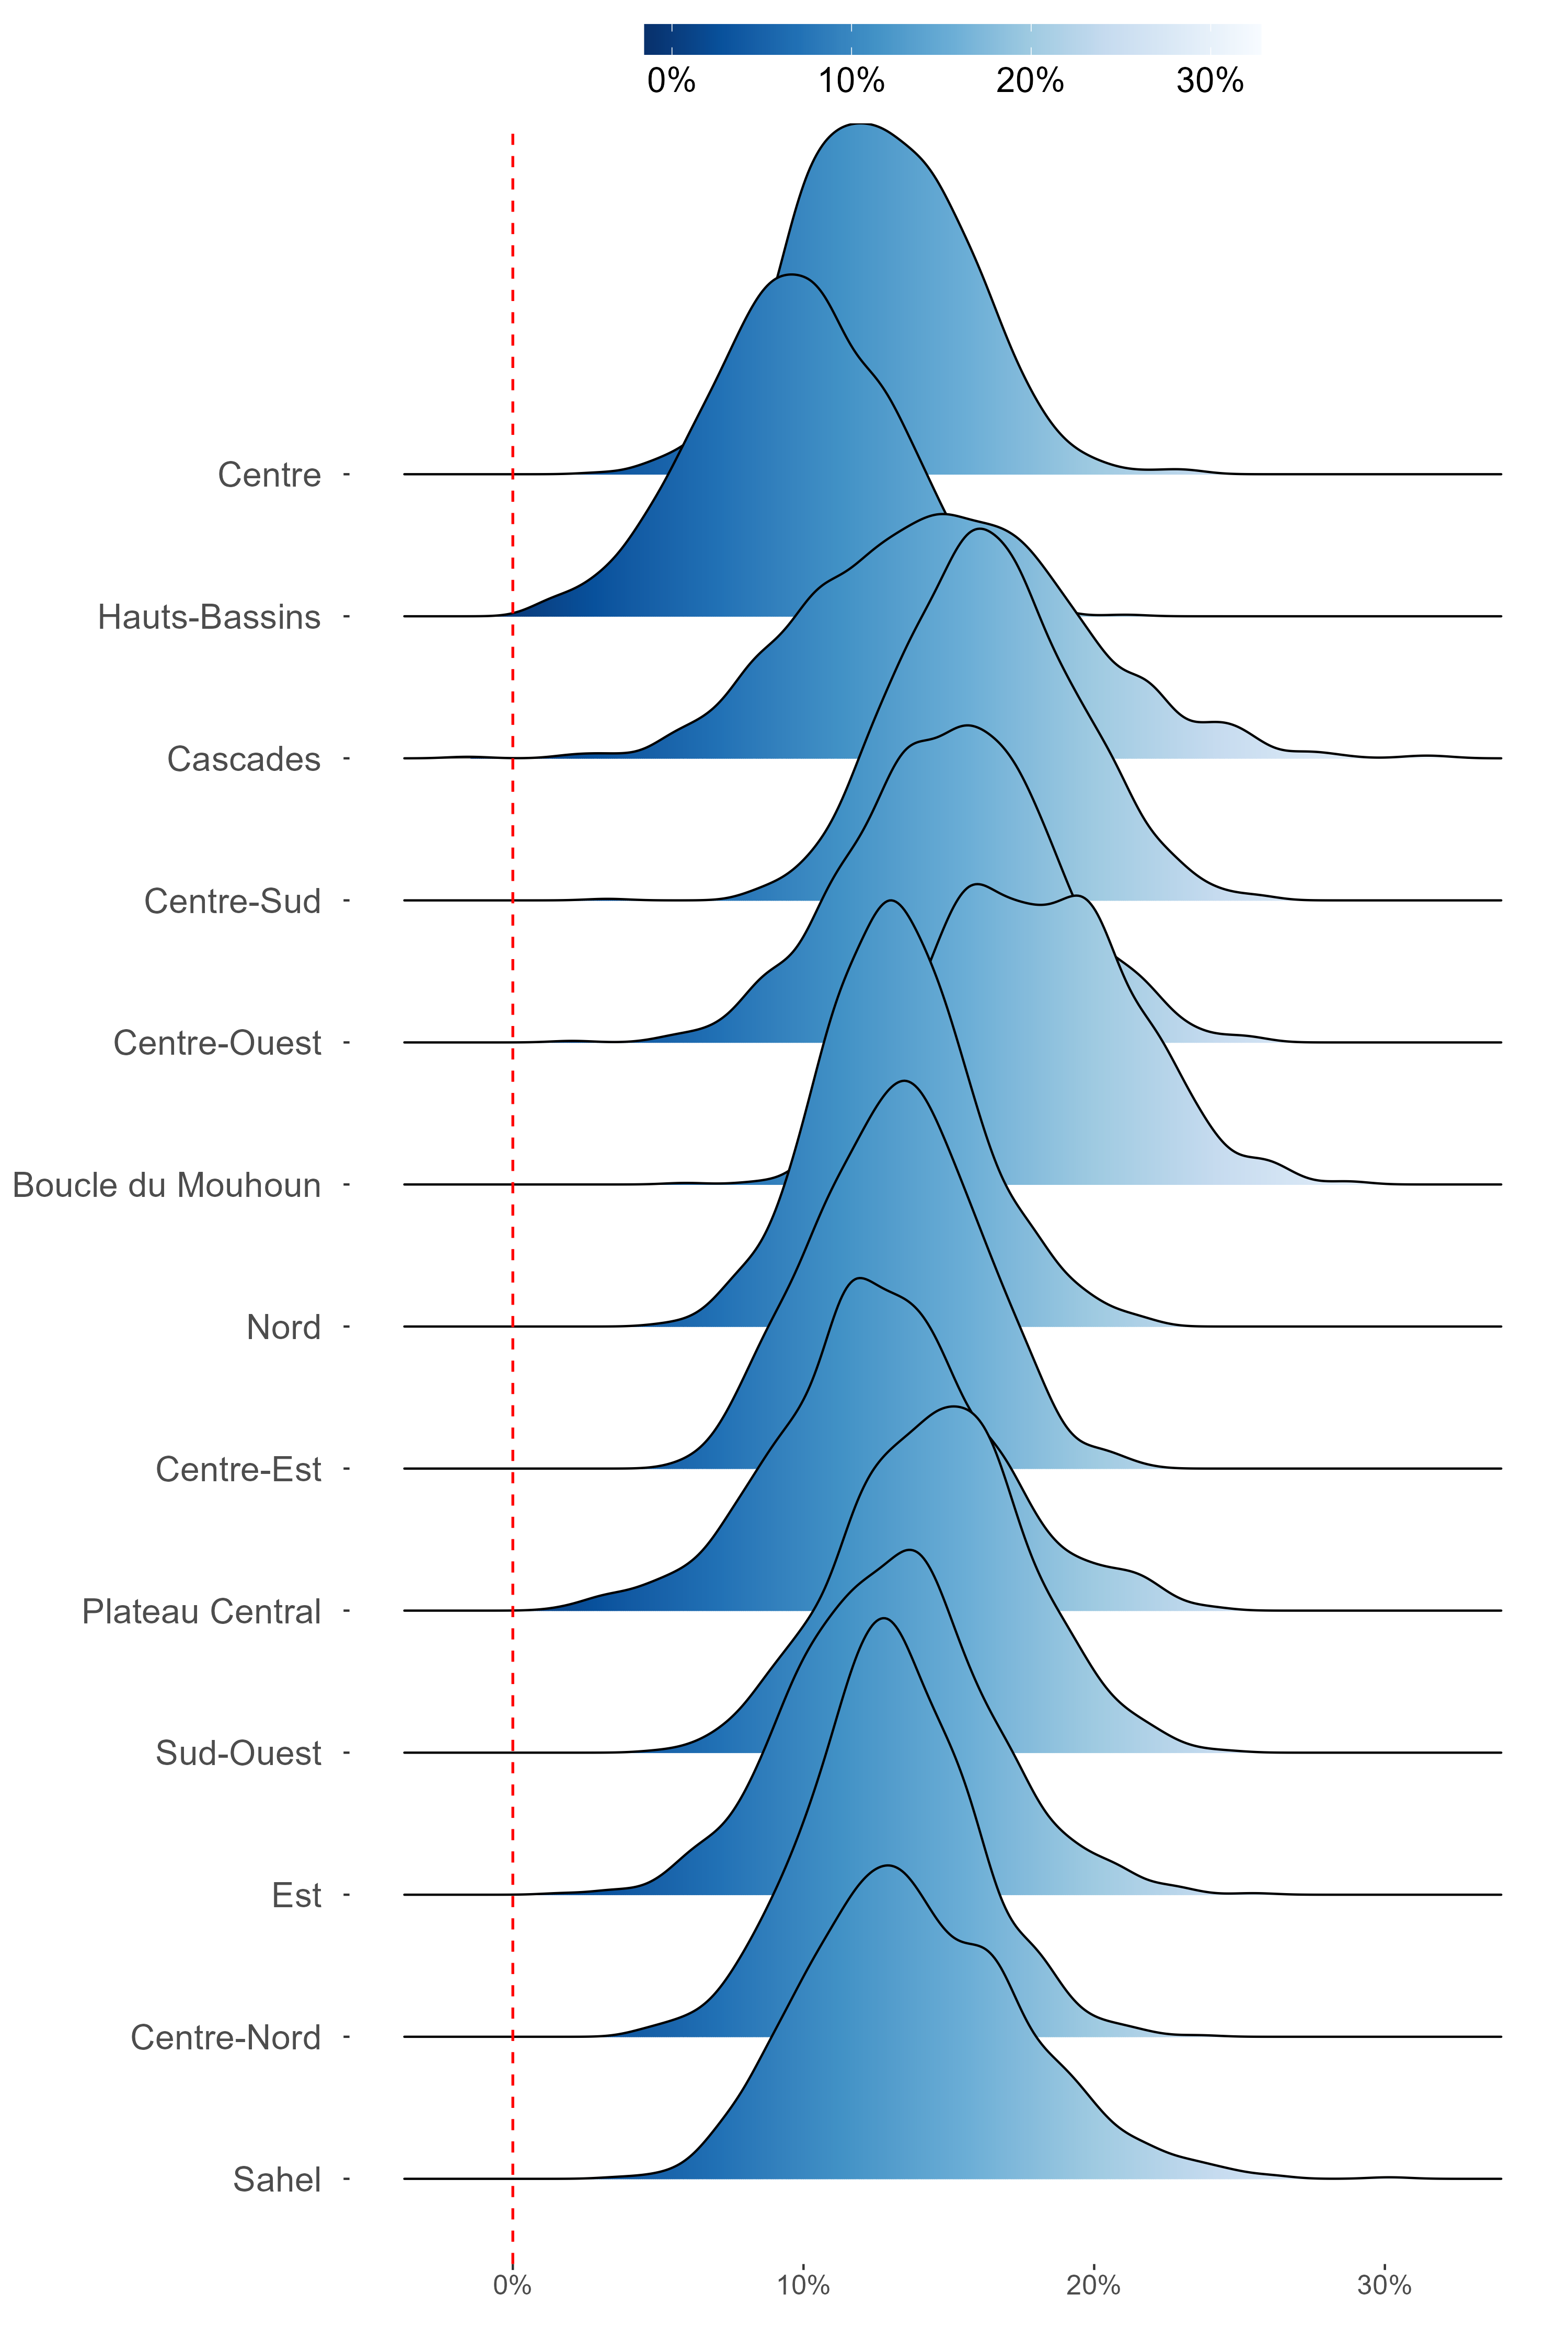 0% 10% 20% 30%
Centre
Hauts-Bassins
Cascades
Centre-Sud
Centre-Ouest
Boucle du Mouhoun
Nord
Centre-Est
Plateau Central
Sud-Ouest
Est
Centre-Nord
Sahel
0% 10% 20% 30%